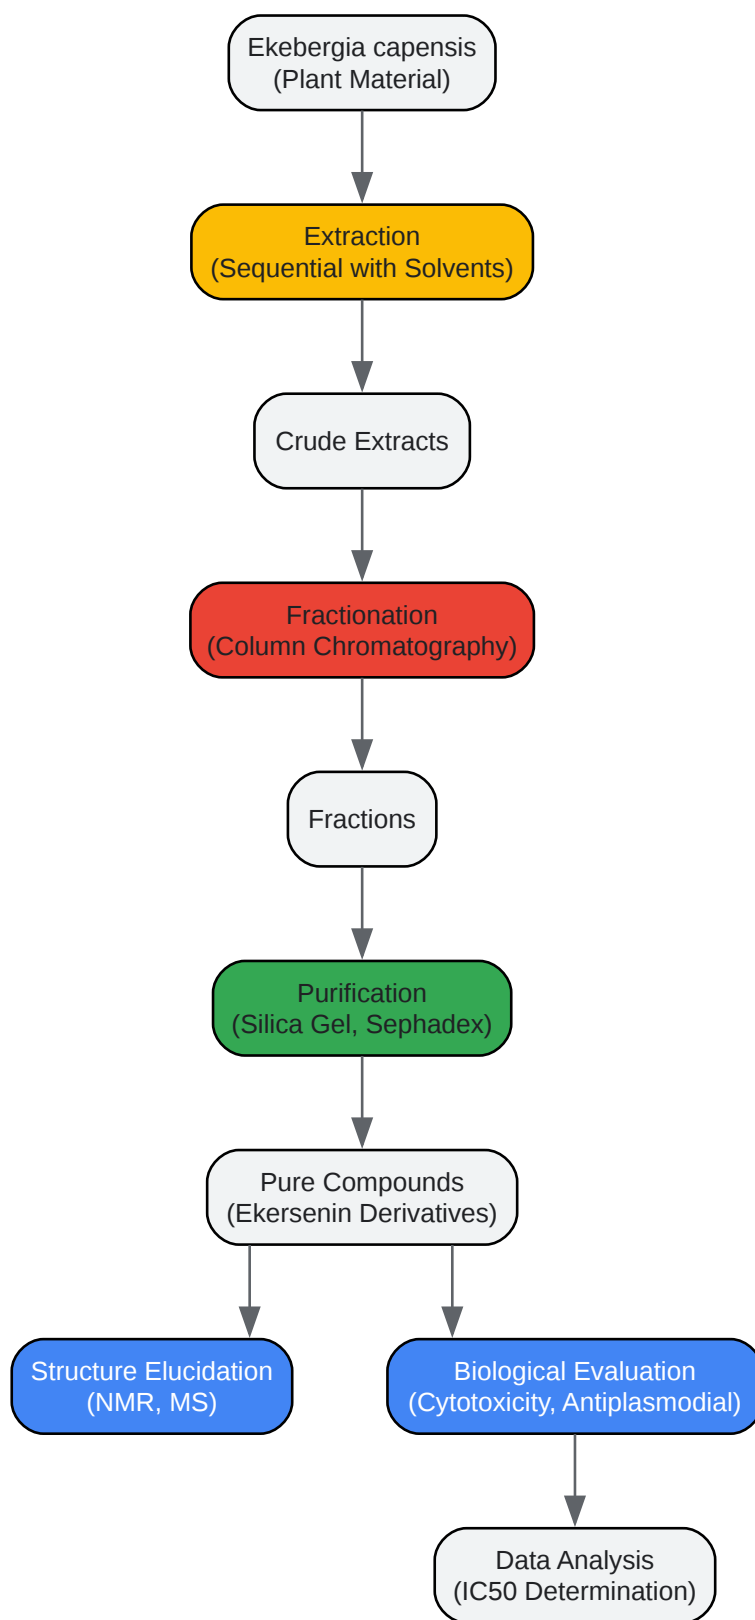 Ekebergia capensis
(Plant Material)
Extraction
(Sequential with Solvents)
Crude Extracts
Fractionation
(Column Chromatography)
Fractions
Purification
(Silica Gel, Sephadex)
Pure Compounds
(Ekersenin Derivatives)
Structure Elucidation
(NMR, MS)
Biological Evaluation
(Cytotoxicity, Antiplasmodial)
Data Analysis
(IC50 Determination)